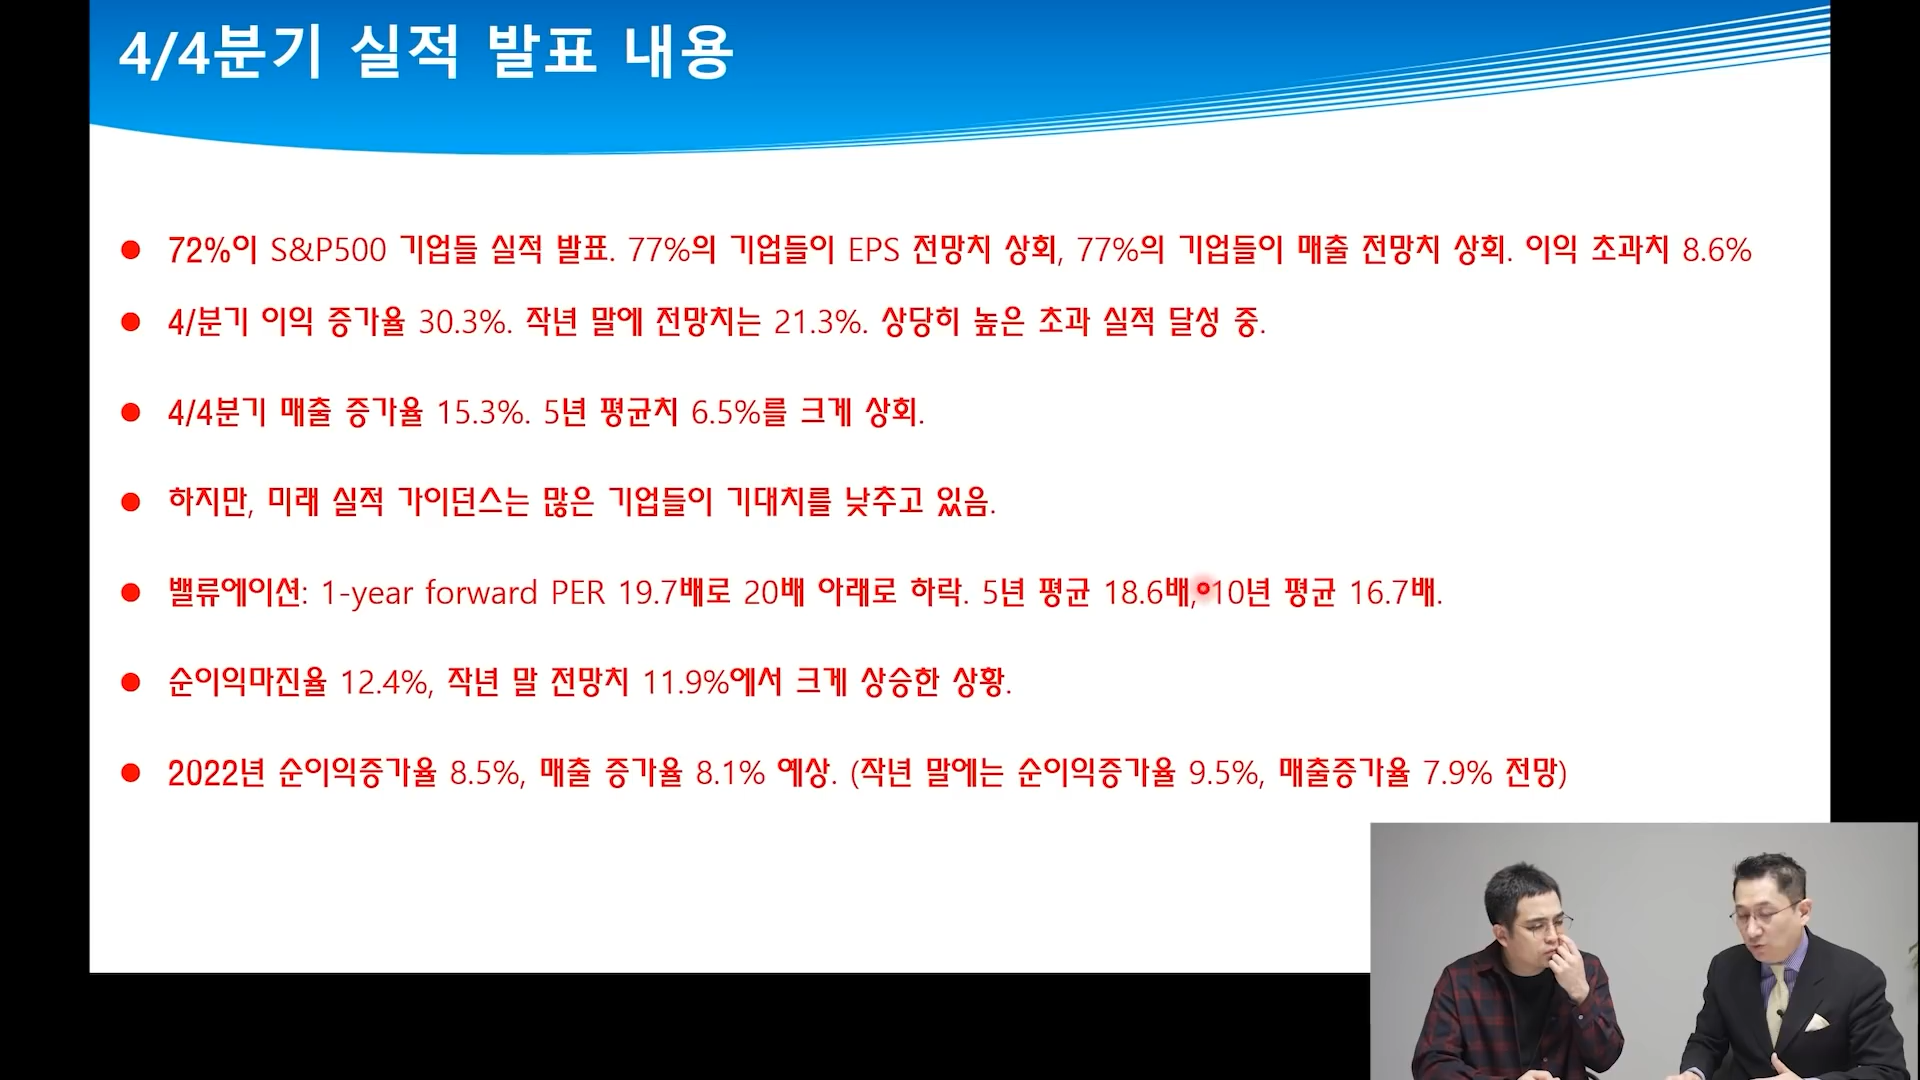 4/4분기 실적 발표 내용
72%이 S&P500 기업들 실적 발표. 77%의 기업들이 EPS 전망치 상회, 77%의 기업들이 매출 전망치 상회. 이익 초과치 8.6%
4/분기 이익 증가율 30.3%. 작년 말에 전망치는 21.3%. 상당히 높은 초과 실적 달성 중.
4/4분기 매출 증가율 15.3%. 5년 평균치 6.5%를 크게 상회.
하지만, 미래 실적 가이던스는 많은 기업들이 기대치를 낮추고 있음.
밸류에이션: 1-year forward PER 19.7배로 20배 아래로 하락. 5년 평균 18.6배, 10년 평균 16.7배.
순이익마진율 12.4%, 작년 말 전망치 11.9%에서 크게 상승한 상황.
2022년 순이익증가율 8.5%, 매출 증가율 8.1% 예상. (작년 말에는 순이익증가율 9.5%, 매출증가율 7.9% 전망)